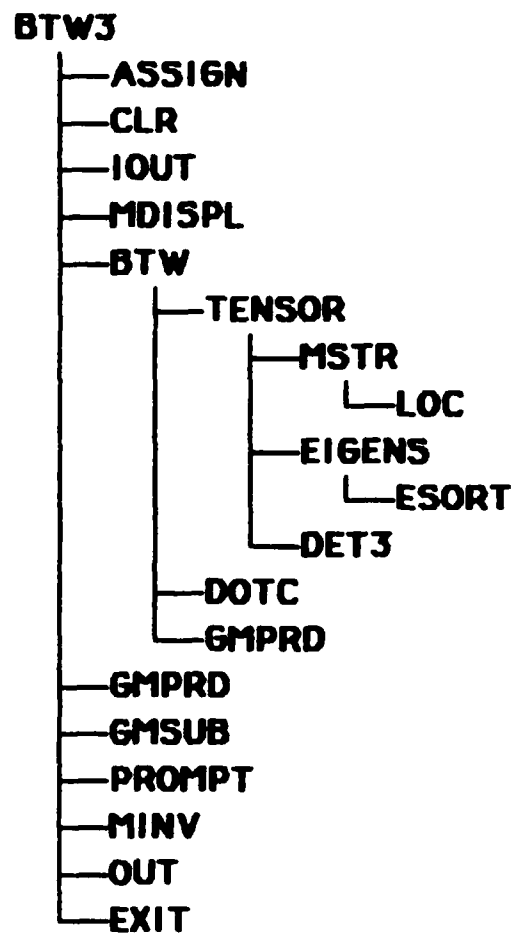 BTW3
ASSIGN
CLR
IOUT
MDISPL
BTW
TENSOR
MSTR
LOC
EIGENS
ESORT
DET3
DOTC
GMPRD
GMPRD
GMSUB
PROMPT
MINV
OUT
EXIT